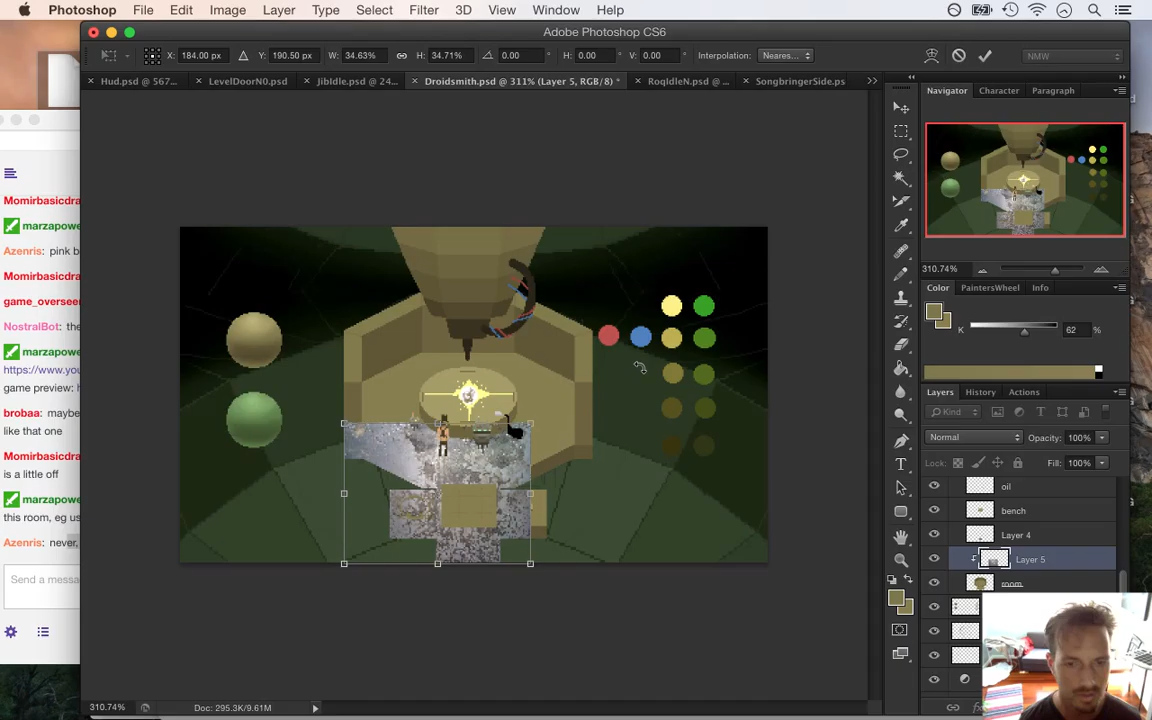 Photoshop File Edit Image Layer Type Select Filter 3D View Window Help
Adobe Photoshop CS6
X: 184.00 px Y: 190.50 px W: 34.63% H: 34.71% 0.00 ° H: 0.00 ° V: 0.00 ° Interpolation: Neares... NMW
Hud.psd @ 567... LevelDoorN0.psd JibIdle.psd @ 24... Droidsmith.psd @ 311% (Layer 5, RGB/8) * RoqIdleN.psd @ ... SongbringerSide.ps
Navigator Character Paragraph
310.74%
Color PaintersWheel Info
K 62 %
Layers History Actions
Kind
Normal Opacity: 100%
Lock: Fill: 100%
oil
bench
Layer 4
Layer 5
room
Momirbasicdra
marzapowe
Azenris: pink b
Momirbasicdra
game_overseer
NostralBot: the
marzapowe
https://www.yo
game preview: h
brobaa: maybe
like that one
Momirbasicdra
is a little off
marzapowe
this room, eg us
Azenris: never,
Send a messa
310.74% Doc: 295.3K/9.61M